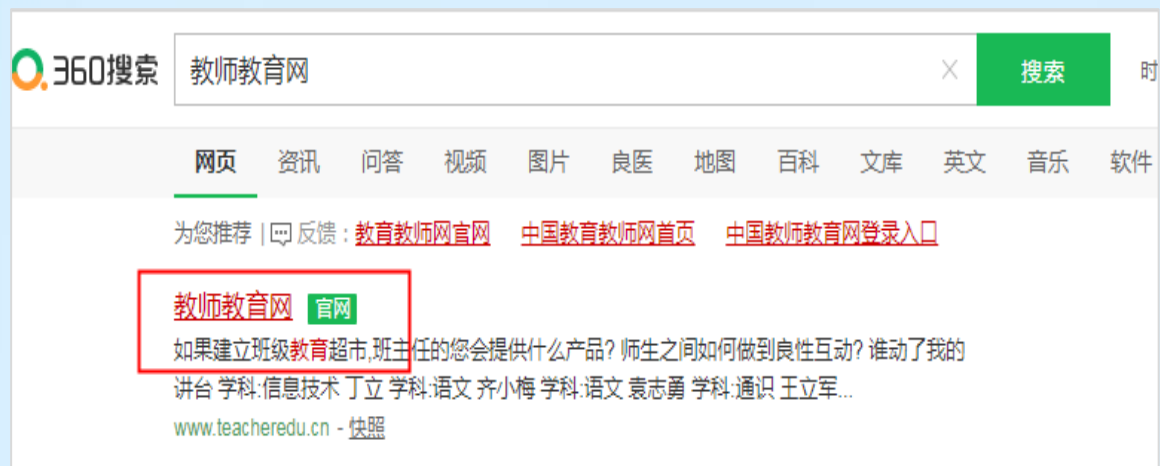 360搜索 教师教育网 搜索 时
网页 资讯 问答 视频 图片 良医 地图 百科 文库 英文 音乐 软件
为您推荐 | 反馈 : 教育教师网官网 中国教育教师网首页 中国教师教育网登录入口
教师教育网 官网
如果建立班级教育超市,班主任的您会提供什么产品? 师生之间如何做到良性互动? 谁动了我的
讲台 学科:信息技术 丁立 学科:语文 齐小梅 学科:语文 袁志勇 学科:通识 王立军...
www.teacheredu.cn - 快照